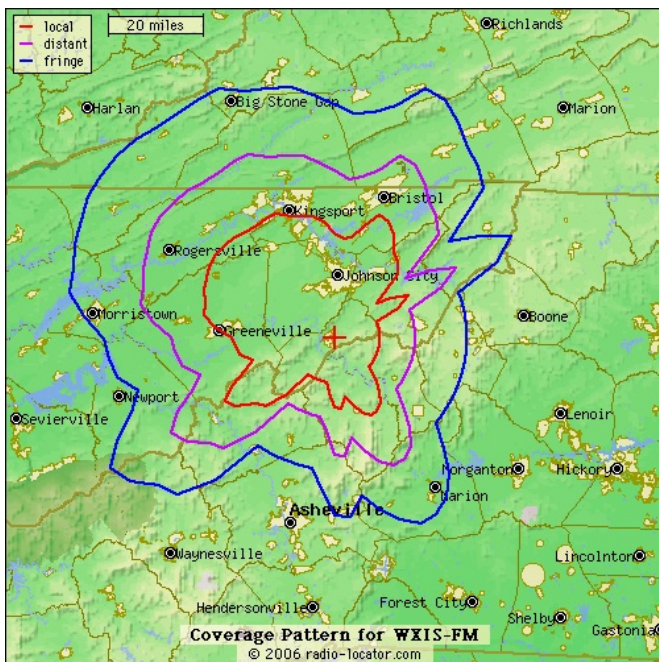 local
distant
fringe
20 miles
Richlands
Harlan
Big Stone Gap
Marion
Bristol
Kingsport
Rogersville
Johnson City
Morristown
Greeneville
Boone
Newport
Sevierville
Lenoir
Morganton
Hickory
Marion
Asheville
Waynesville
Lincolnton
Hendersonville
Forest City
Shelby
Gastonia
Coverage Pattern for WXIS-FM
© 2006 radio-locator.com